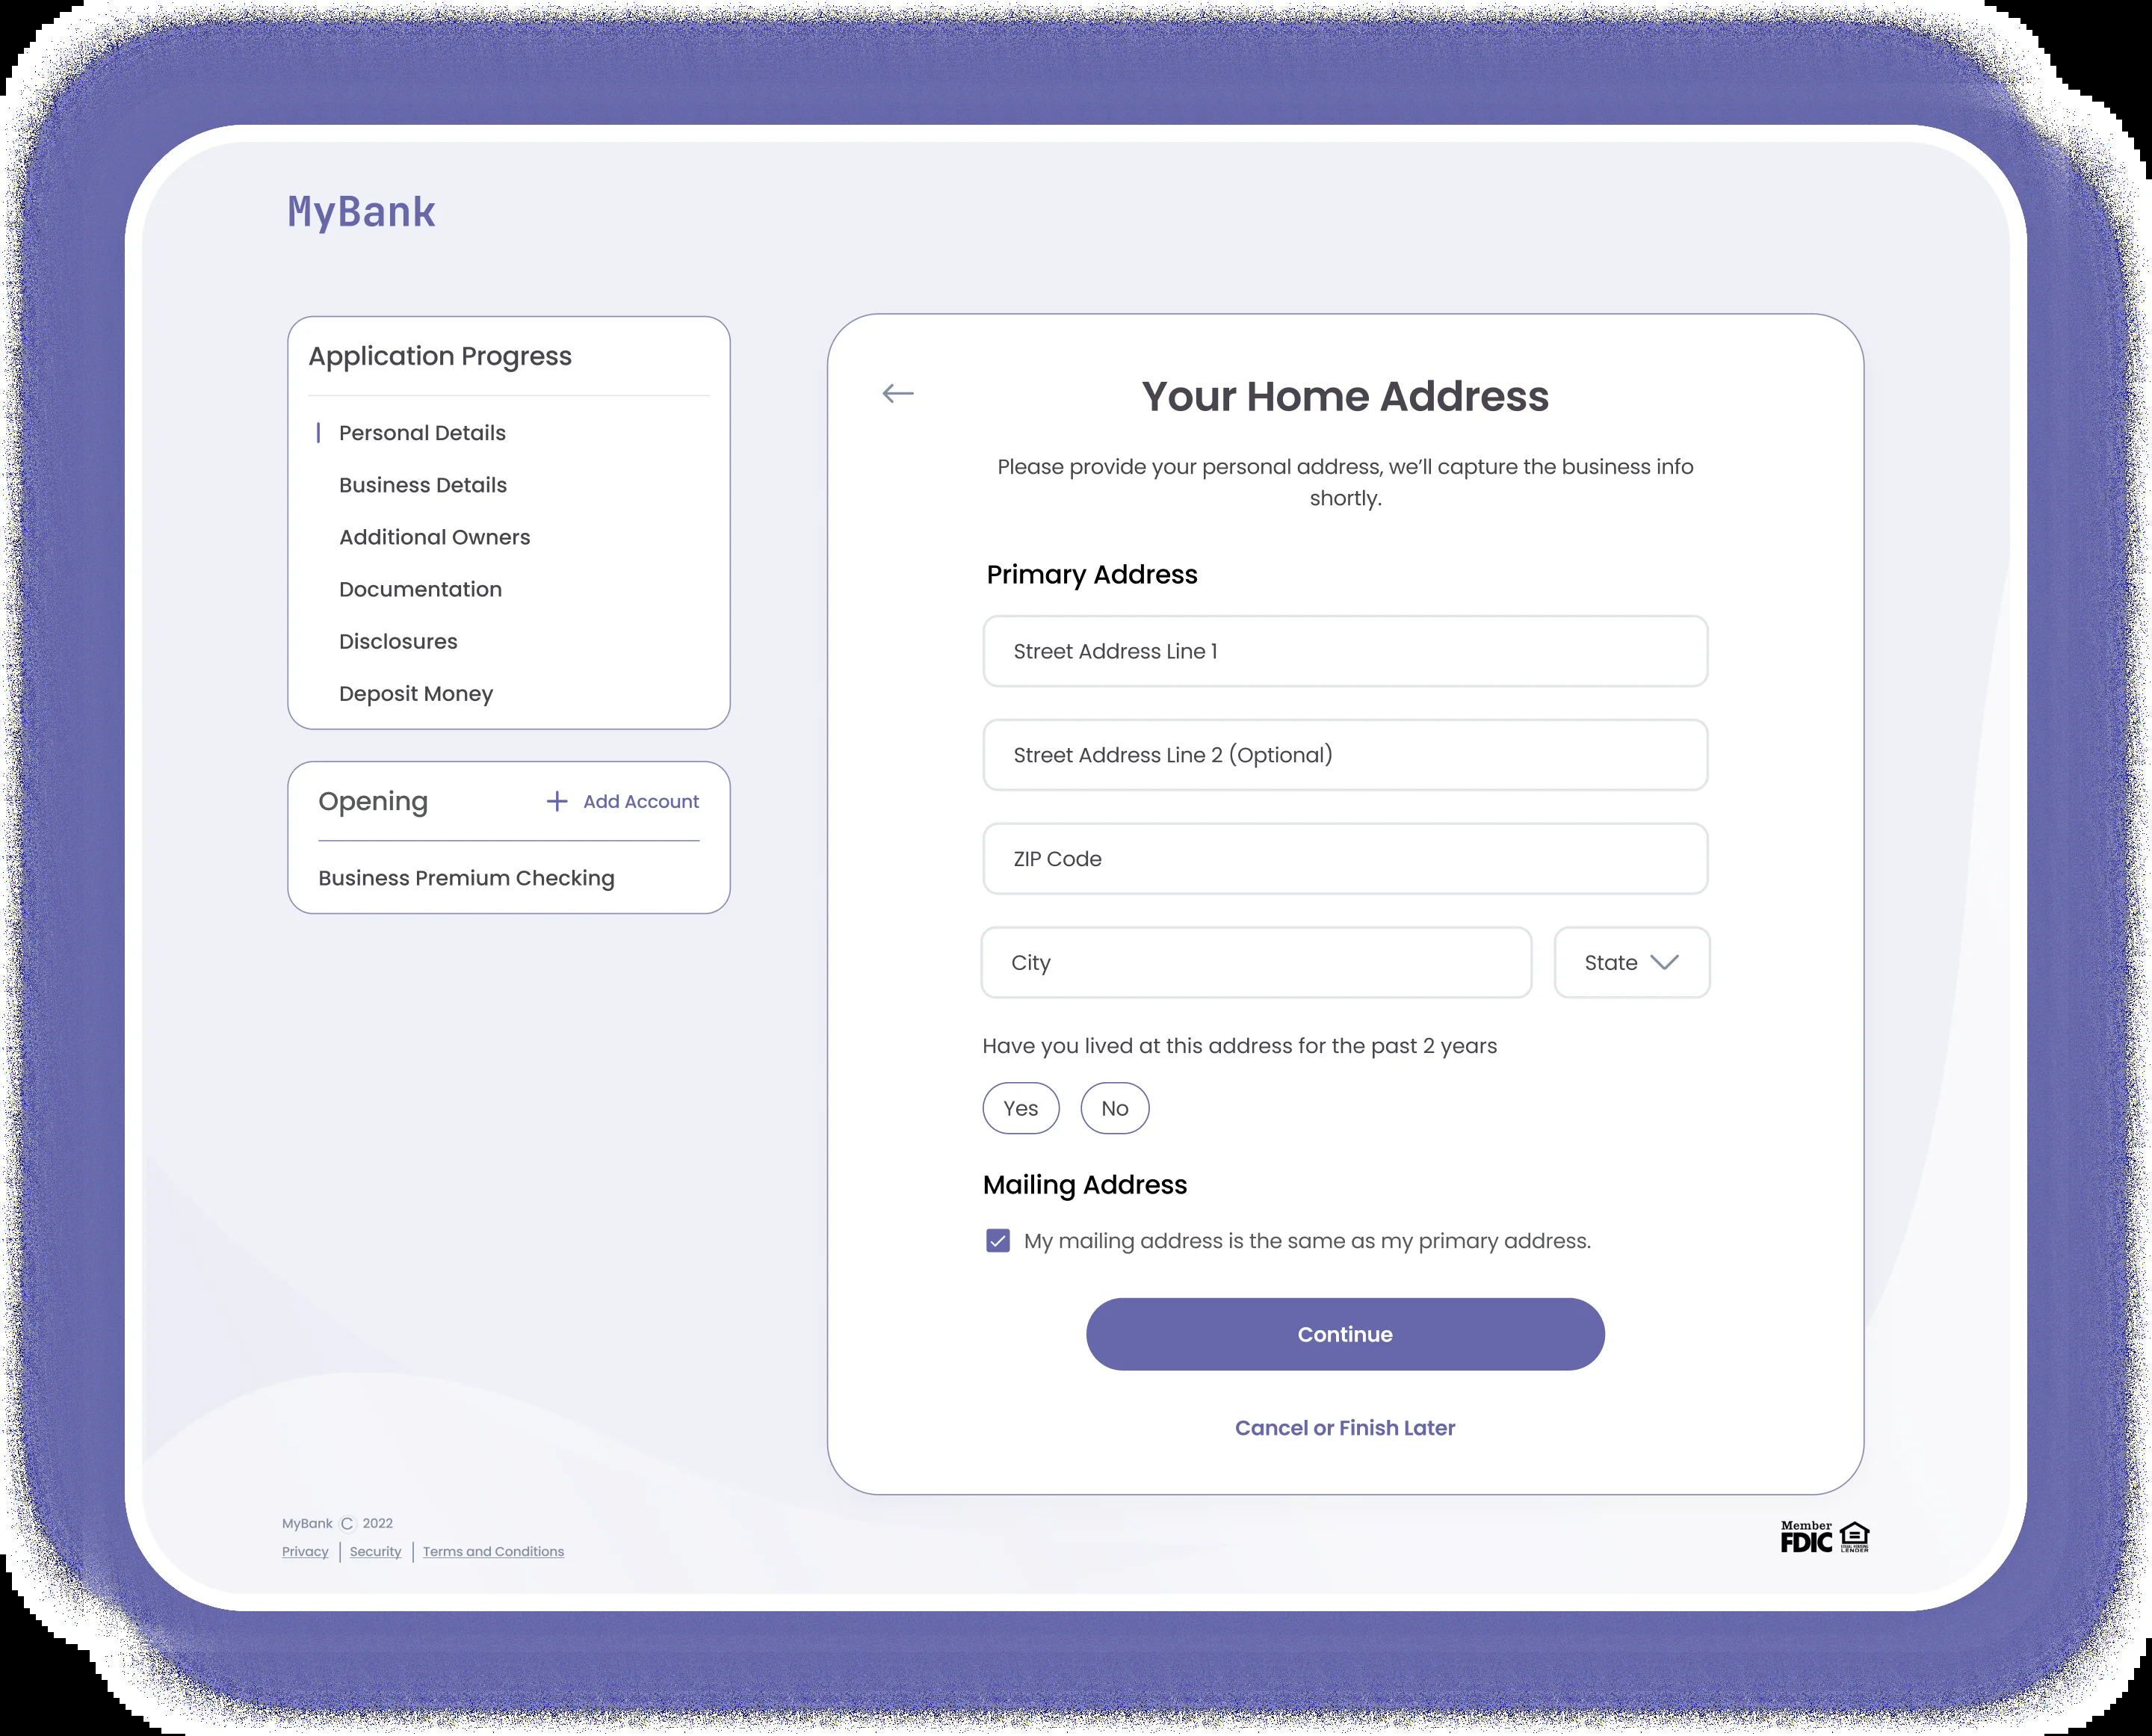 MyBank
Application Progress
Personal Details
Business Details
Additional Owners
Documentation
Disclosures
Deposit Money
Opening
Add Account
Business Premium Checking
Your Home Address
Please provide your personal address, we’ll capture the business info
shortly.
Primary Address
Street Address Line 1
Street Address Line 2 (Optional)
ZIP Code
City
State
Have you lived at this address for the past 2 years
Yes
No
Mailing Address
My mailing address is the same as my primary address.
Continue
Cancel or Finish Later
MyBank © 2022
Privacy | Security | Terms and Conditions
Member
FDIC
EQUAL HOUSING
LENDER